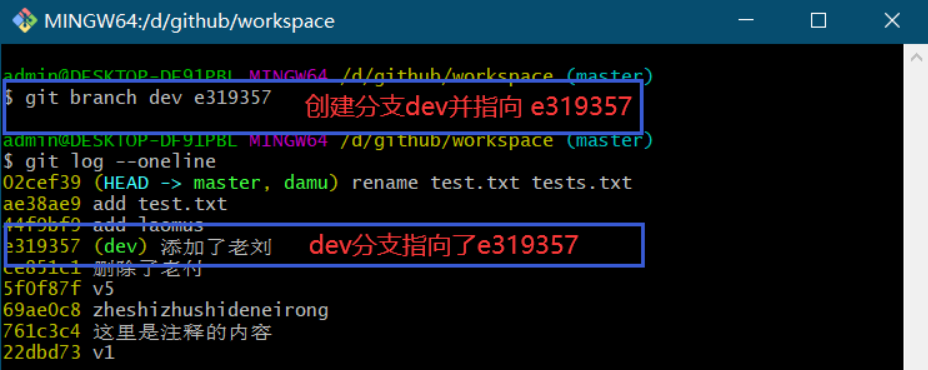 MINGW64:/d/github/workspace
admin@DESKTOP-DF91PBL MINGW64 /d/github/workspace (master)
$ git branch dev e319357 创建分支dev并指向 e319357
admin@DESKTOP-DF91PBL MINGW64 /d/github/workspace (master)
$ git log --oneline
02cef39 (HEAD -> master, damu) rename test.txt tests.txt
ae38ae9 add test.txt
44f9bf9 add laomus
e319357 (dev) 添加了老刘 dev分支指向了e319357
ce851c1 删除了老付
5f0f87f v5
69ae0c8 zheshizhushideneirong
761c3c4 这里是注释的内容
22dbd73 v1